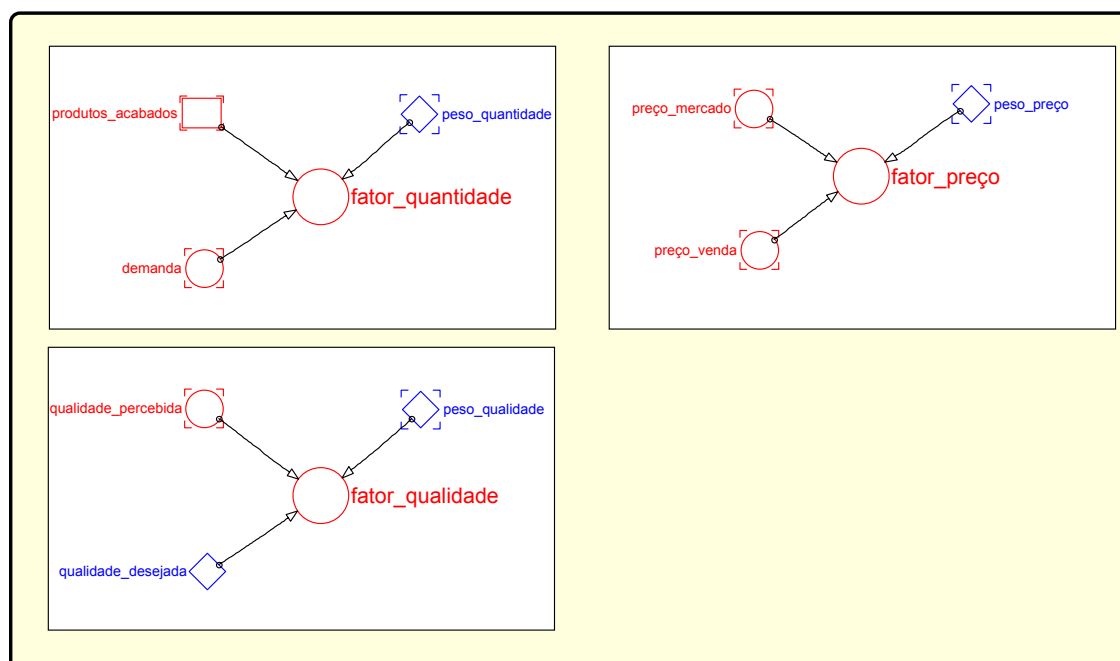 produtos_acabados
peso_quantidade
fator_quantidade
demanda
preço_mercado
peso_preço
fator_preço
preço_venda
qualidade_percebida
peso_qualidade
fator_qualidade
qualidade_desejada